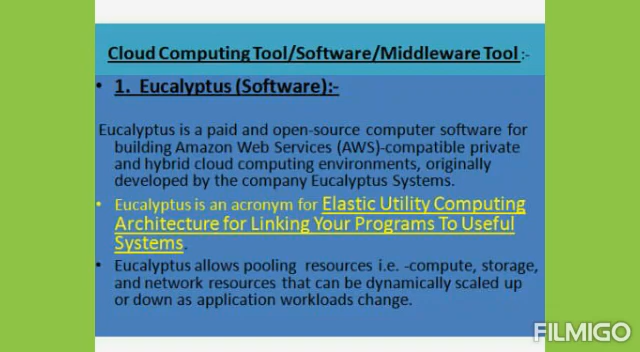 Cloud Computing Tool/Software/Middleware Tool :-
• 1. Eucalyptus (Software):-
Eucalyptus is a paid and open-source computer software for
building Amazon Web Services (AWS)-compatible private
and hybrid cloud computing environments, originally
developed by the company Eucalyptus Systems.
• Eucalyptus is an acronym for Elastic Utility Computing
Architecture for Linking Your Programs To Useful
Systems.
• Eucalyptus allows pooling resources i.e. -compute, storage,
and network resources that can be dynamically scaled up
or down as application workloads change.
FILMIGO